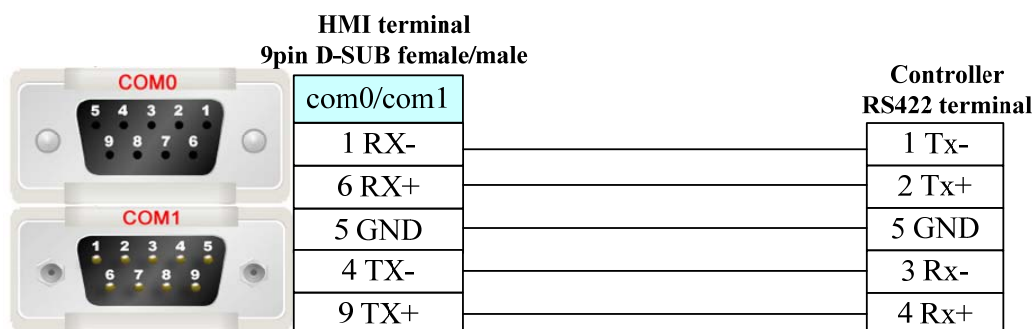 HMI terminal
9pin D-SUB female/male
COM0
5 4 3 2 1
9 8 7 6
COM1
1 2 3 4 5
6 7 8 9
com0/com1
1 RX-
6 RX+
5 GND
4 TX-
9 TX+
Controller
RS422 terminal
1 Tx-
2 Tx+
5 GND
3 Rx-
4 Rx+